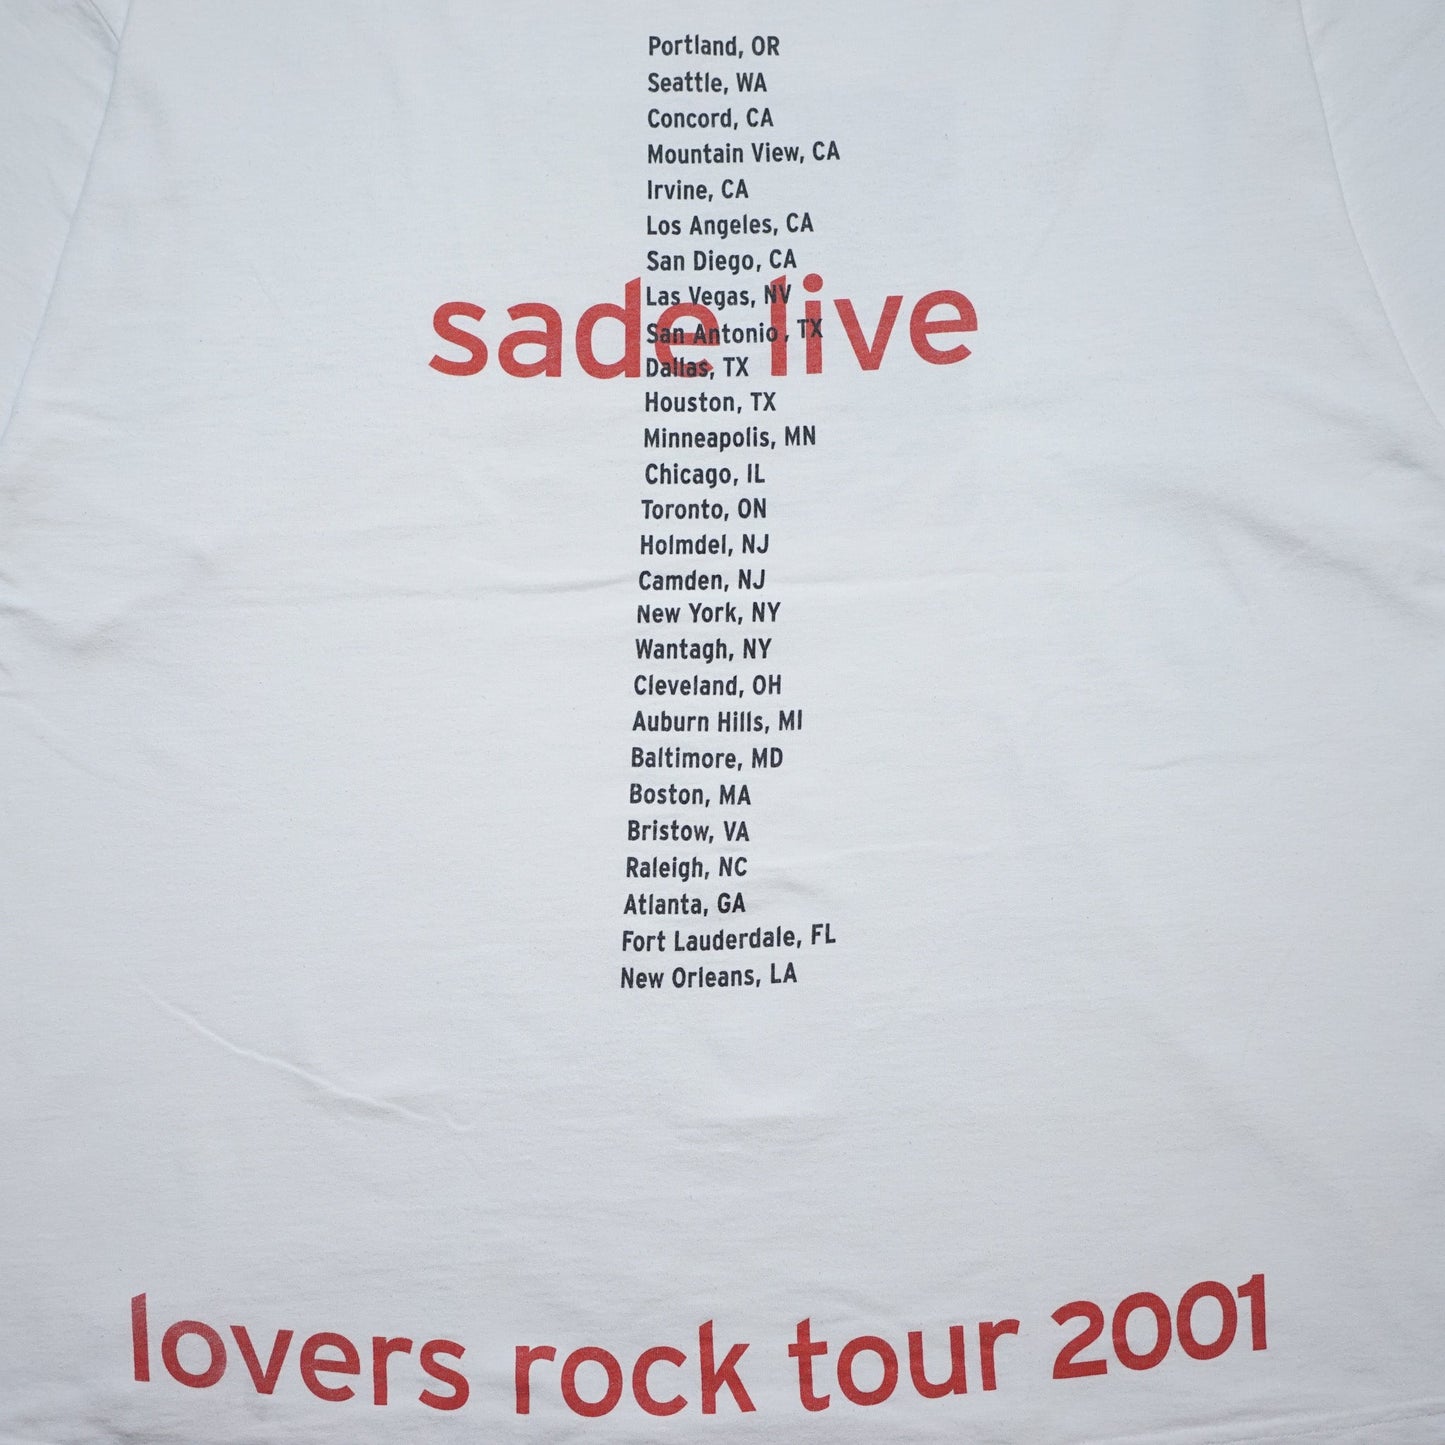 Portland, OR
Seattle, WA
Concord, CA
Mountain View, CA
Irvine, CA
Los Angeles, CA
San Diego, CA
Las Vegas, NV
sade live
San Antonio, TX
Dallas, TX
Houston, TX
Minneapolis, MN
Chicago, IL
Toronto, ON
Holmdel, NJ
Camden, NJ
New York, NY
Wantagh, NY
Cleveland, OH
Auburn Hills, MI
Baltimore, MD
Boston, MA
Bristow, VA
Raleigh, NC
Atlanta, GA
Fort Lauderdale, FL
New Orleans, LA
lovers rock tour 2001